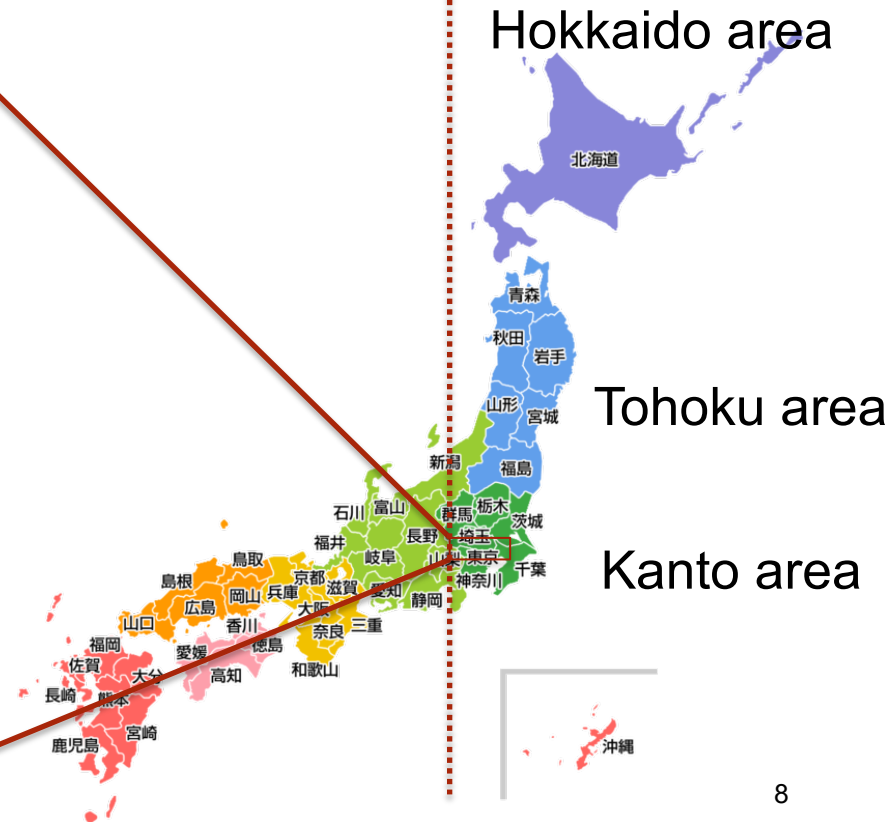 Hokkaido area
北海道
青森
秋田
岩手
山形
宮城
Tohoku area
新潟
福島
石川
富山
群馬
栃木
茨城
福井
長野
埼玉
岐阜
山梨
東京
千葉
Kanto area
神奈川
静岡
愛知
鳥取
島根
京都
滋賀
兵庫
岡山
広島
大阪
山口
香川
奈良
三重
福岡
愛媛
徳島
和歌山
佐賀
大分
高知
長崎
熊本
宮崎
鹿児島
沖縄
8